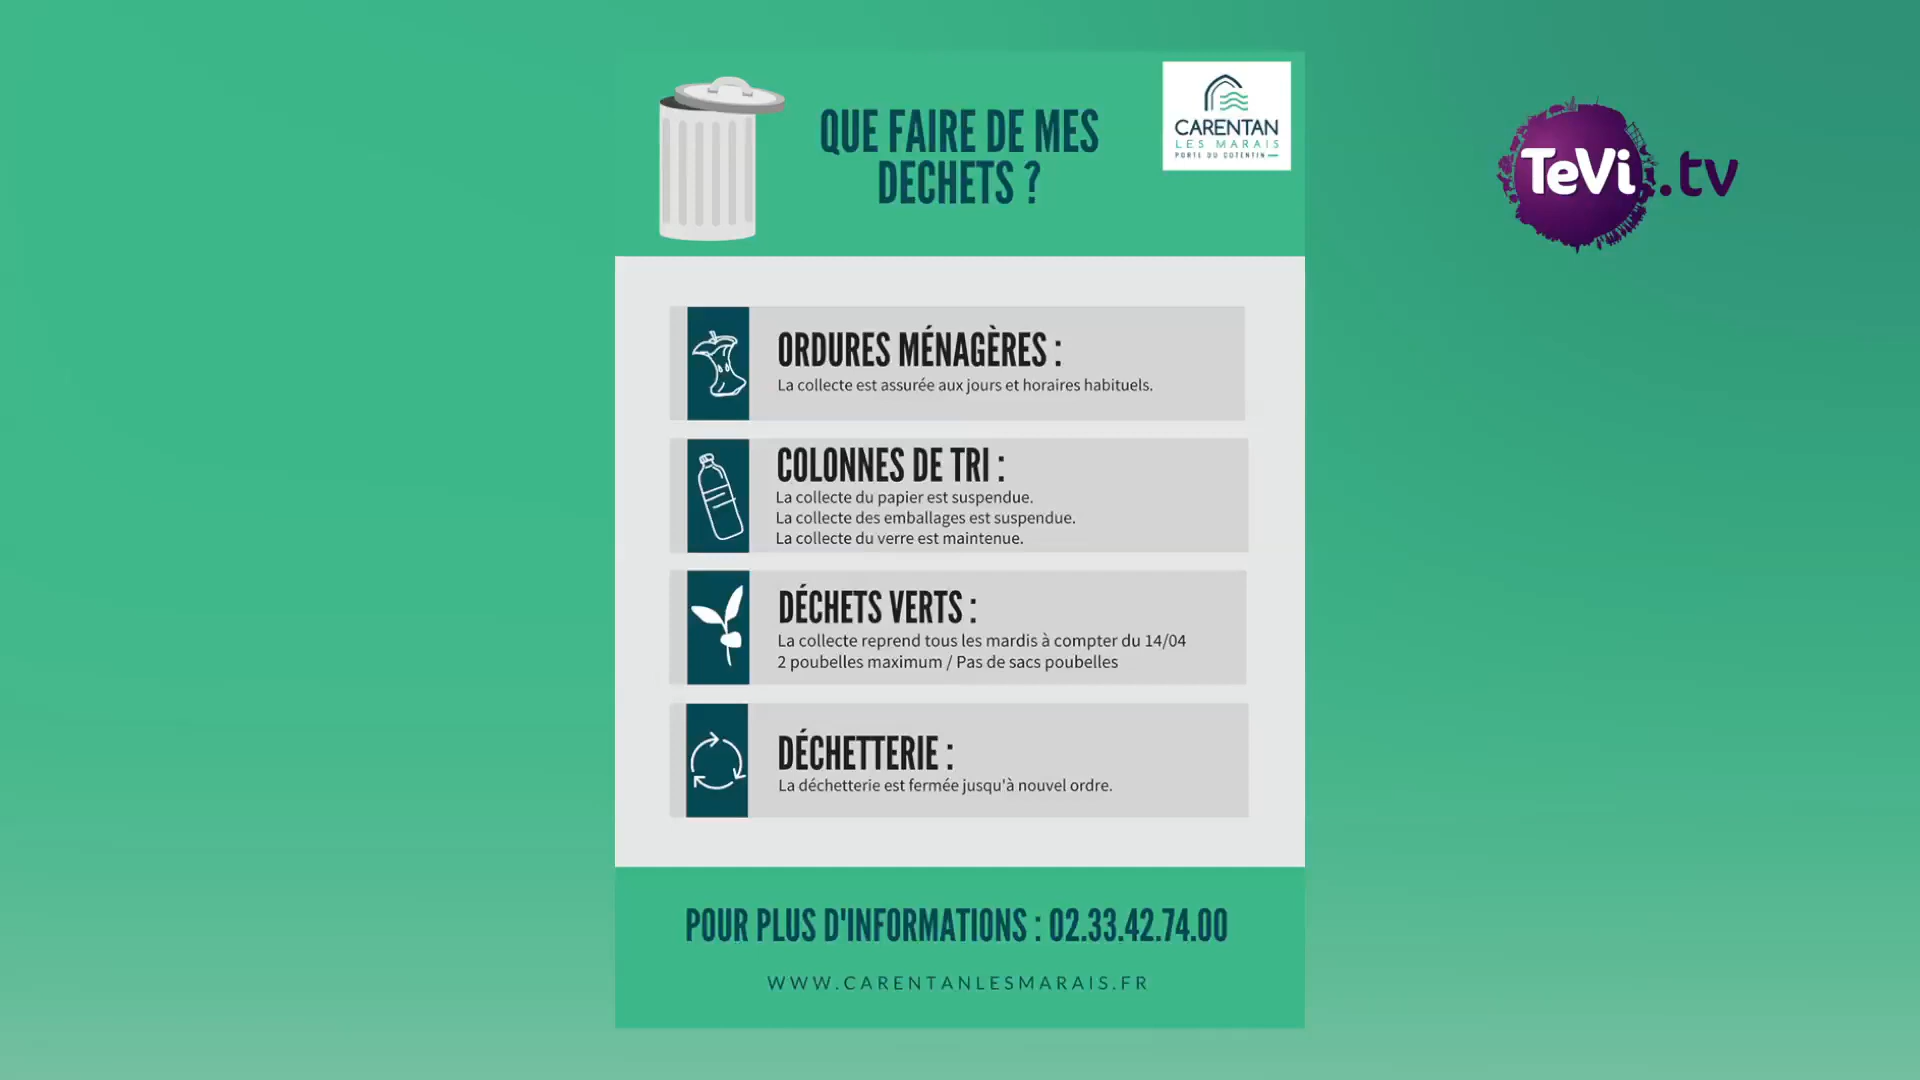 QUE FAIRE DE MES
DECHETS ?
CARENTAN
LES MARAIS
PORTE DU COTENTIN
TeVi.tv
ORDURES MÉNAGÈRES :
La collecte est assurée aux jours et horaires habituels.
COLONNES DE TRI :
La collecte du papier est suspendue.
La collecte des emballages est suspendue.
La collecte du verre est maintenue.
DÉCHETS VERTS :
La collecte reprend tous les mardis à compter du 14/04
2 poubelles maximum / Pas de sacs poubelles
DÉCHETTERIE :
La déchetterie est fermée jusqu'à nouvel ordre.
POUR PLUS D'INFORMATIONS : 02.33.42.74.00
WWW.CARENTANLESMARAIS.FR